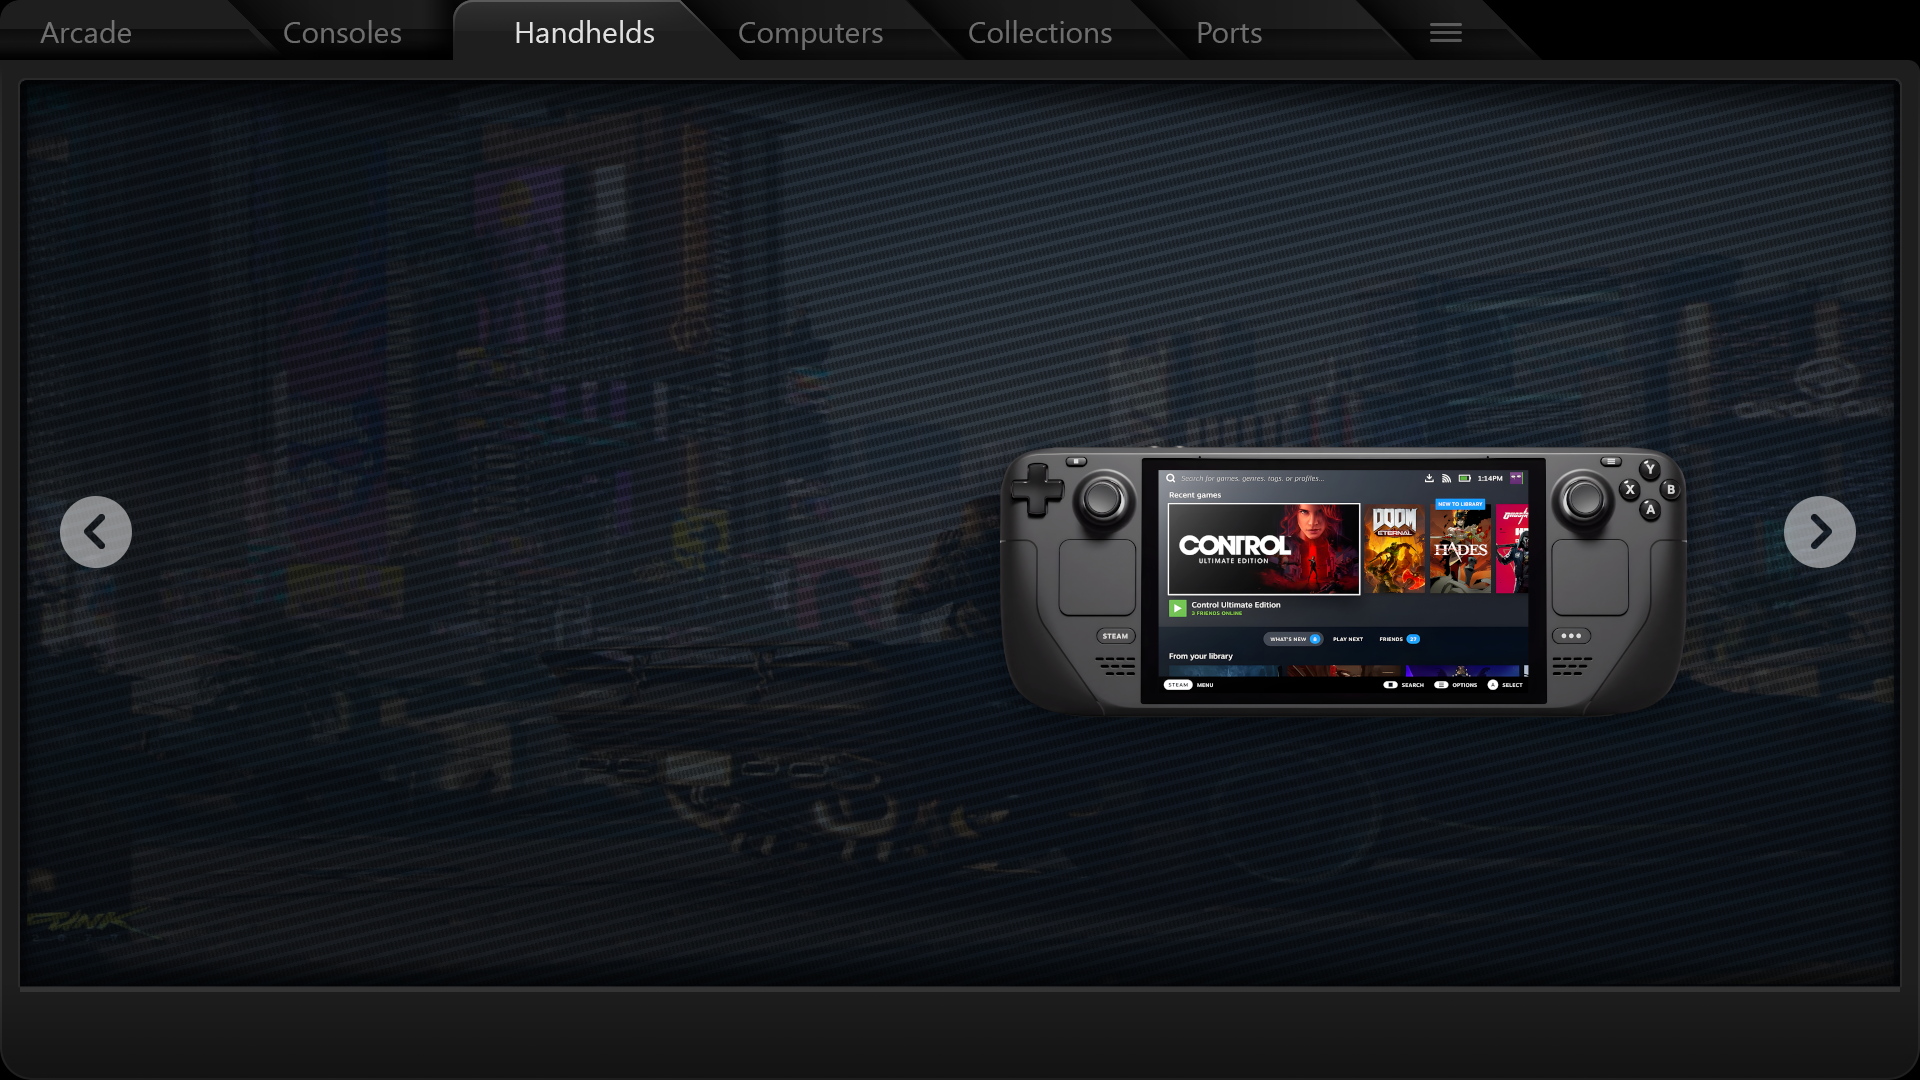 Arcade
Consoles
Handhelds
Computers
Collections
Ports
Search for games, genres, tags, or profiles...
1:14PM
Recent games
NEW TO LIBRARY
CONTROL
ULTIMATE EDITION
DOOM
ETERNAL
HADES
Control Ultimate Edition
3 FRIENDS ONLINE
WHAT'S NEW
PLAY NEXT
FRIENDS
From your library
STEAM MENU
SEARCH
OPTIONS
A SELECT
STEAM
Y
X
B
A